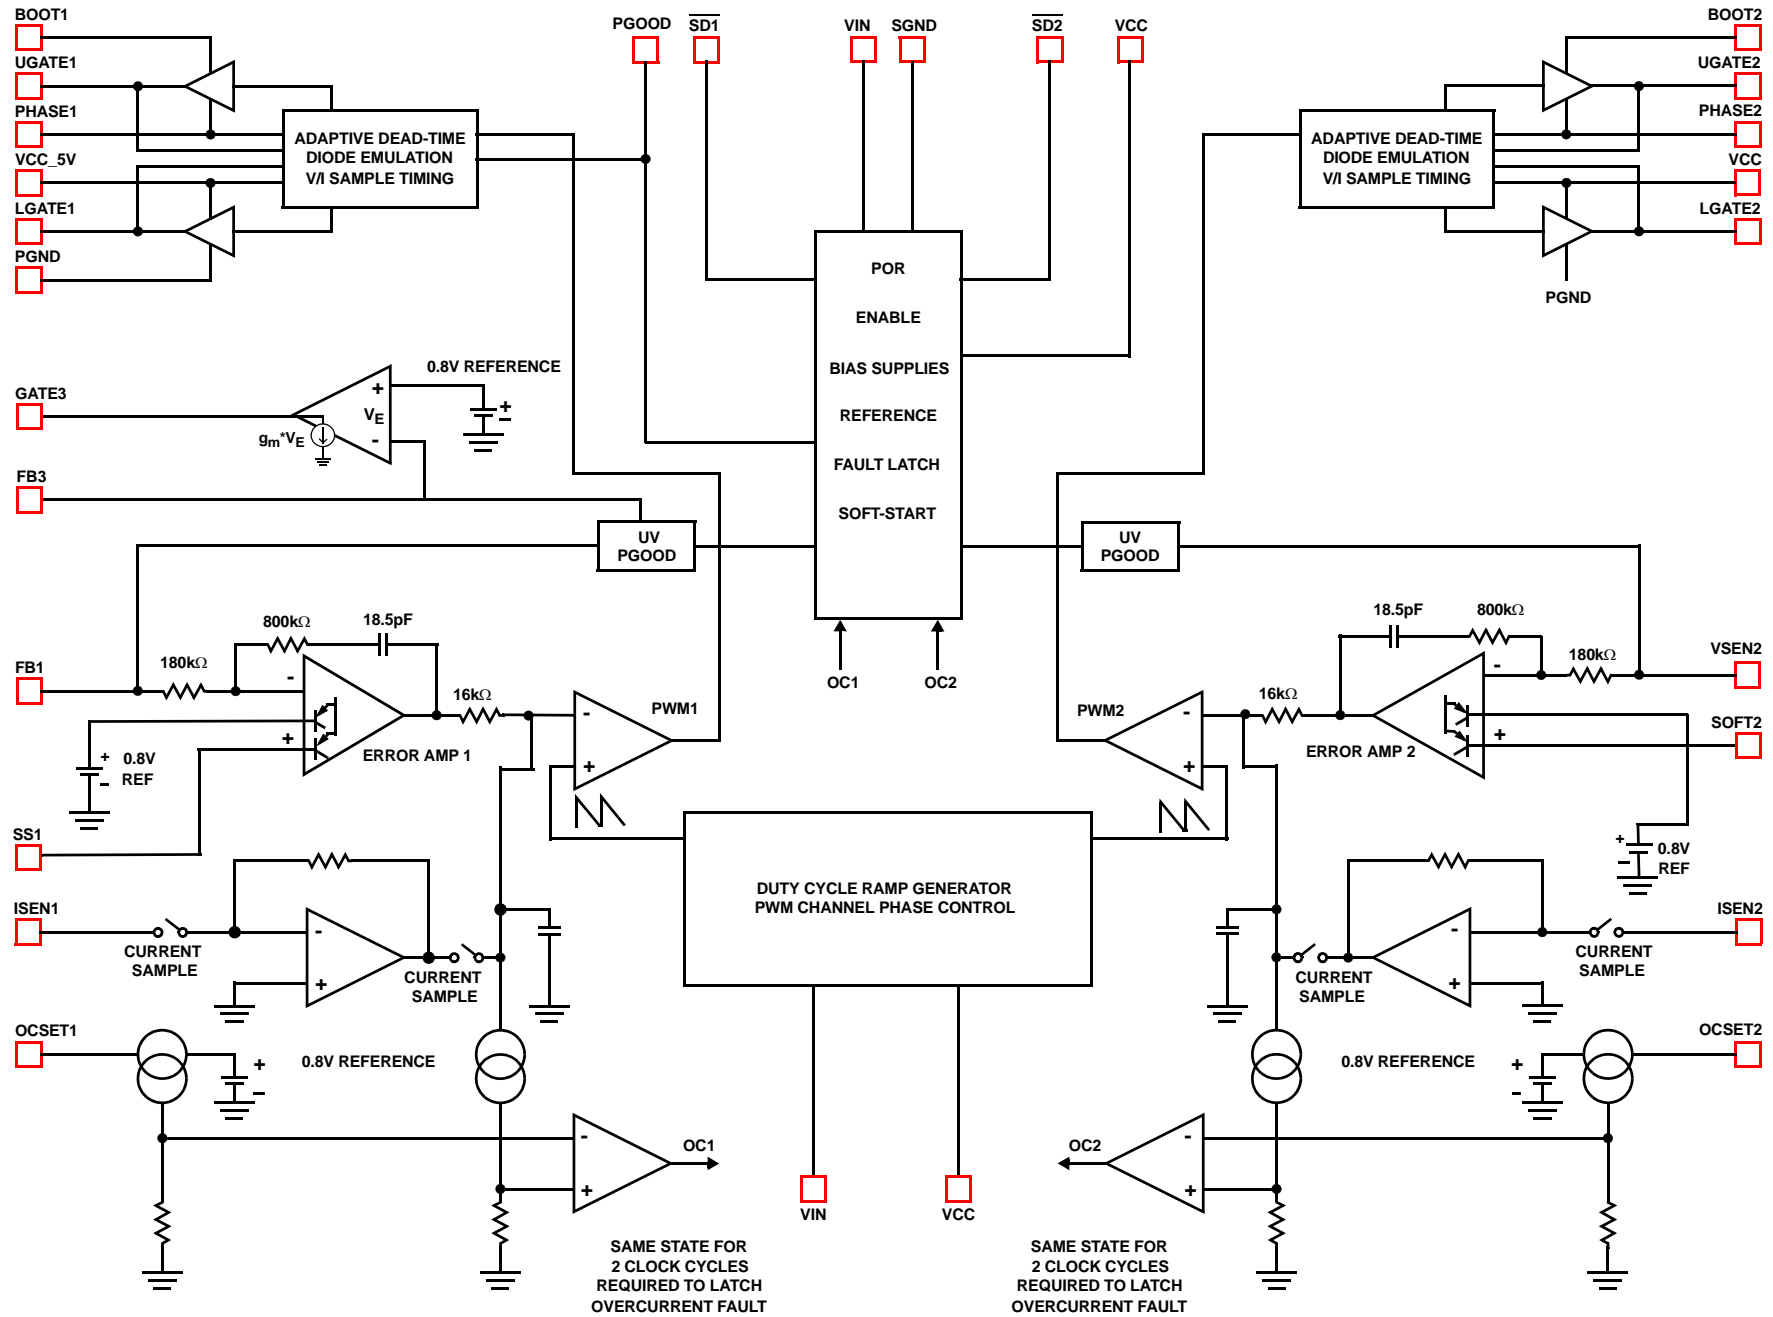 BOOT1
UGATE1
PHASE1
VCC_5V
LGATE1
PGND
ADAPTIVE DEAD-TIME
DIODE EMULATION
V/I SAMPLE TIMING
PGOOD
SD1
VIN
SGND
SD2
VCC
BOOT2
UGATE2
PHASE2
VCC
LGATE2
ADAPTIVE DEAD-TIME
DIODE EMULATION
V/I SAMPLE TIMING
PGND
POR
ENABLE
BIAS SUPPLIES
REFERENCE
FAULT LATCH
SOFT-START
OC1
OC2
0.8V REFERENCE
GATE3
+
VE
-
gm*VE
+
-
FB3
UV
PGOOD
UV
PGOOD
800kΩ
18.5pF
FB1
180kΩ
-
+
16kΩ
ERROR AMP 1
+
-
0.8V
REF
PWM1
-
+
SS1
18.5pF
800kΩ
180kΩ
VSEN2
-
+
16kΩ
ERROR AMP 2
SOFT2
PWM2
-
+
+
-
0.8V
REF
DUTY CYCLE RAMP GENERATOR
PWM CHANNEL PHASE CONTROL
VIN
VCC
ISEN1
CURRENT
SAMPLE
-
+
CURRENT
SAMPLE
OCSET1
+
-
0.8V REFERENCE
-
+
OC1
SAME STATE FOR
2 CLOCK CYCLES
REQUIRED TO LATCH
OVERCURRENT FAULT
ISEN2
CURRENT
SAMPLE
-
+
CURRENT
SAMPLE
OCSET2
+
-
0.8V REFERENCE
-
+
OC2
SAME STATE FOR
2 CLOCK CYCLES
REQUIRED TO LATCH
OVERCURRENT FAULT